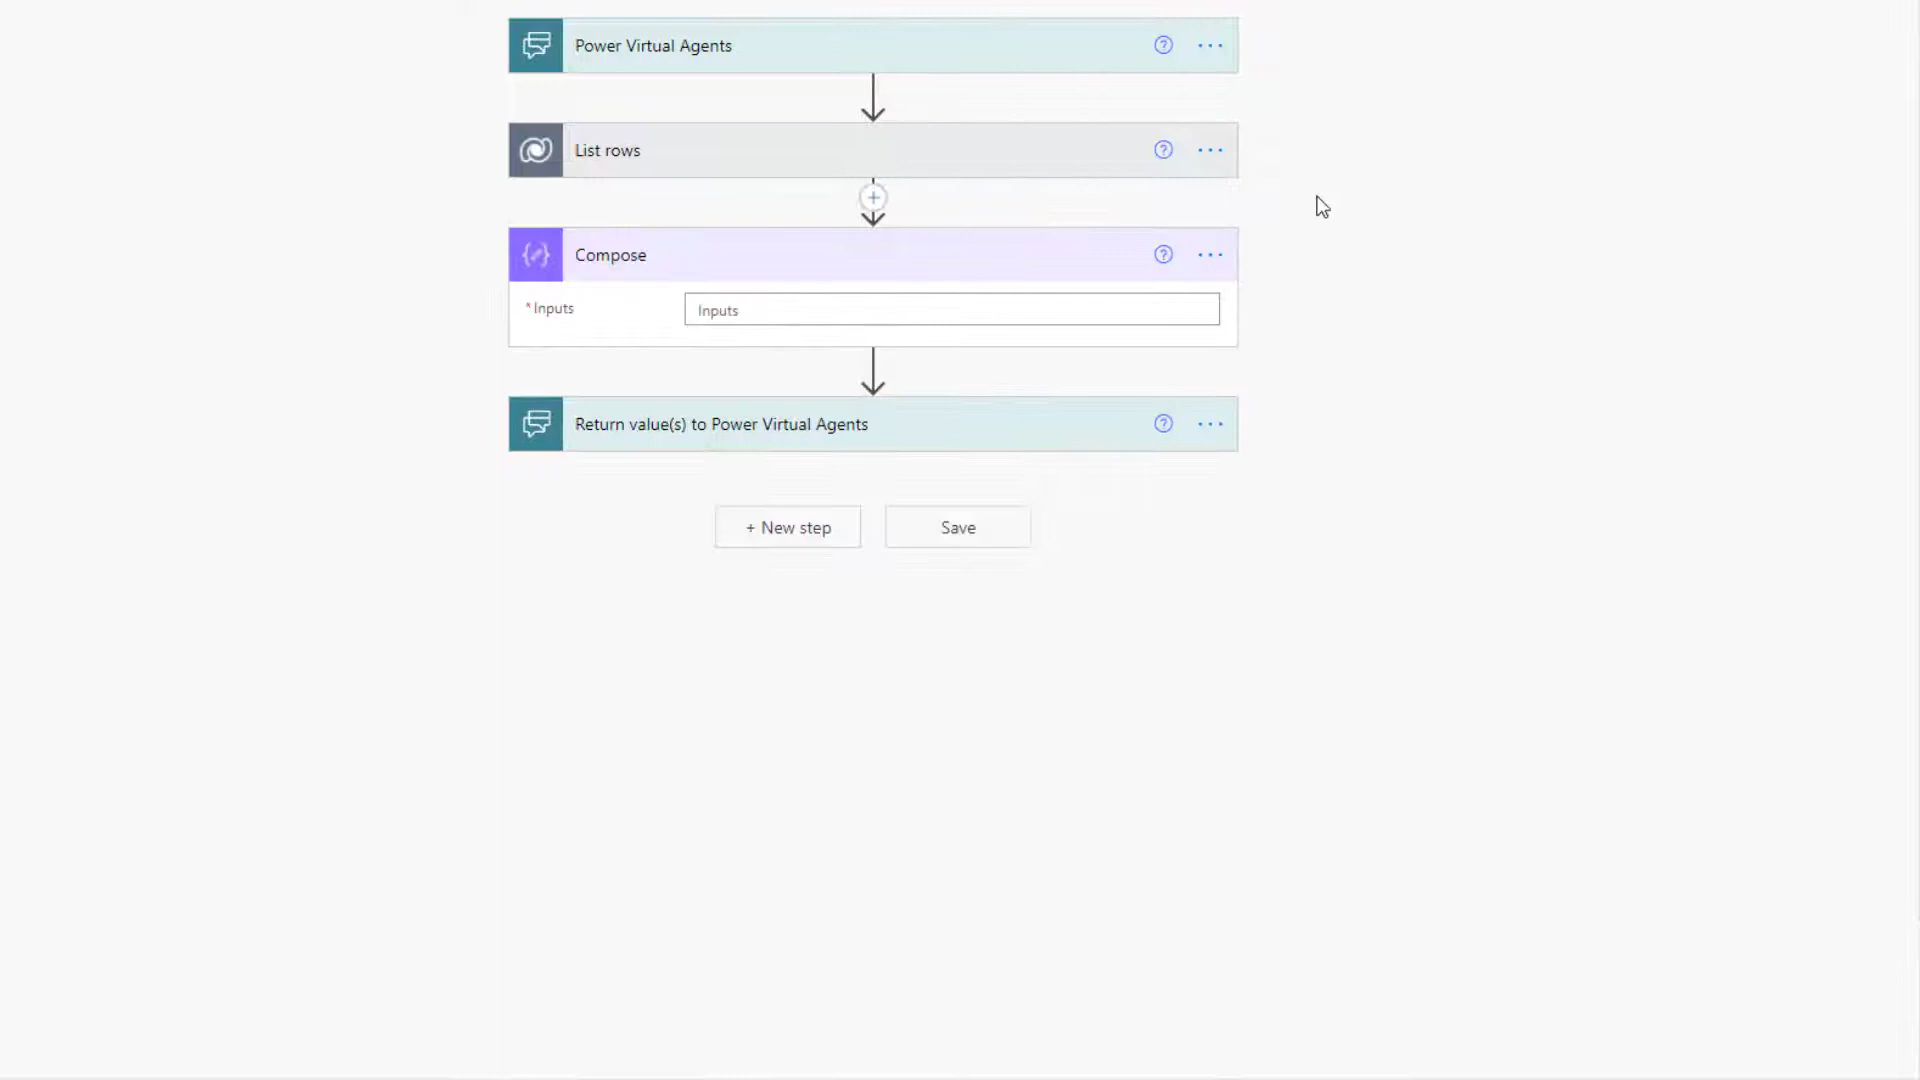 Power Virtual Agents
List rows
Compose
* Inputs
Inputs
Return value(s) to Power Virtual Agents
+ New step
Save